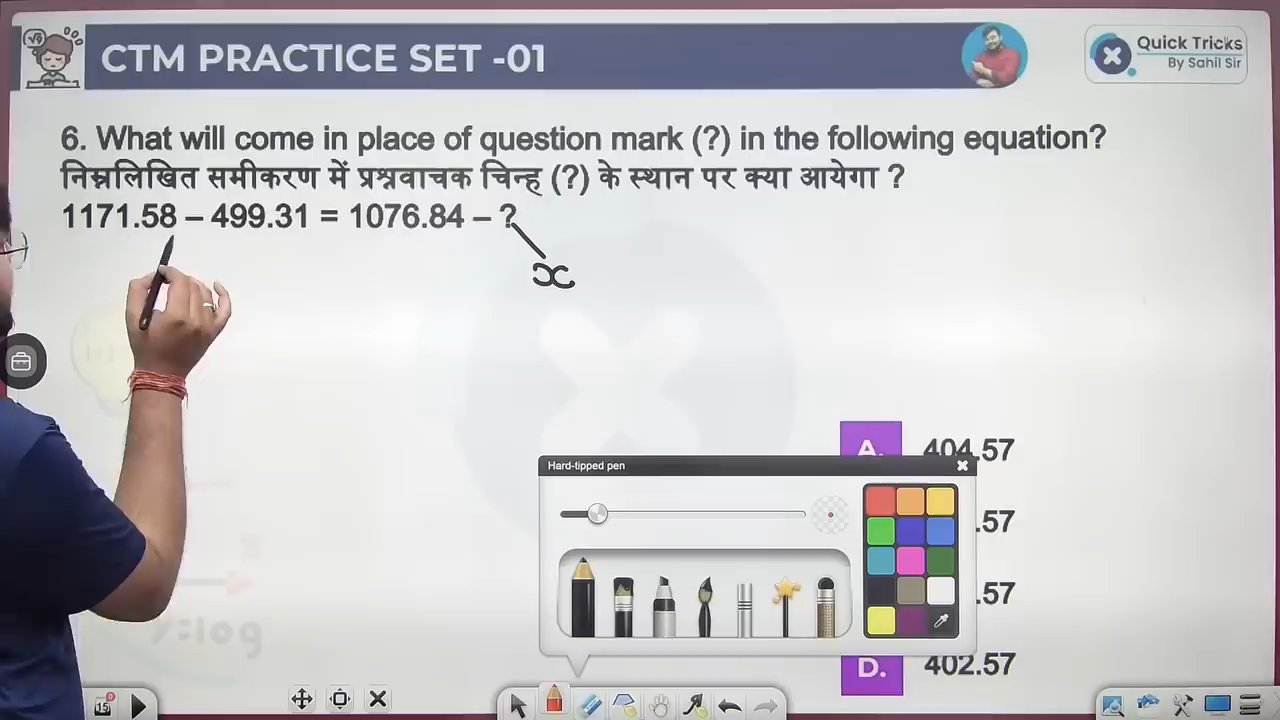 CTM PRACTICE SET -01
Quick Tricks
By Sahil Sir
6. What will come in place of question mark (?) in the following equation?
निम्नलिखित समीकरण में प्रश्नवाचक चिन्ह (?) के स्थान पर क्या आयेगा ?
1171.58 – 499.31 = 1076.84 – ?
x
A. 404.57
Hard-tipped pen
.57
.57
D. 402.57
y=log
15